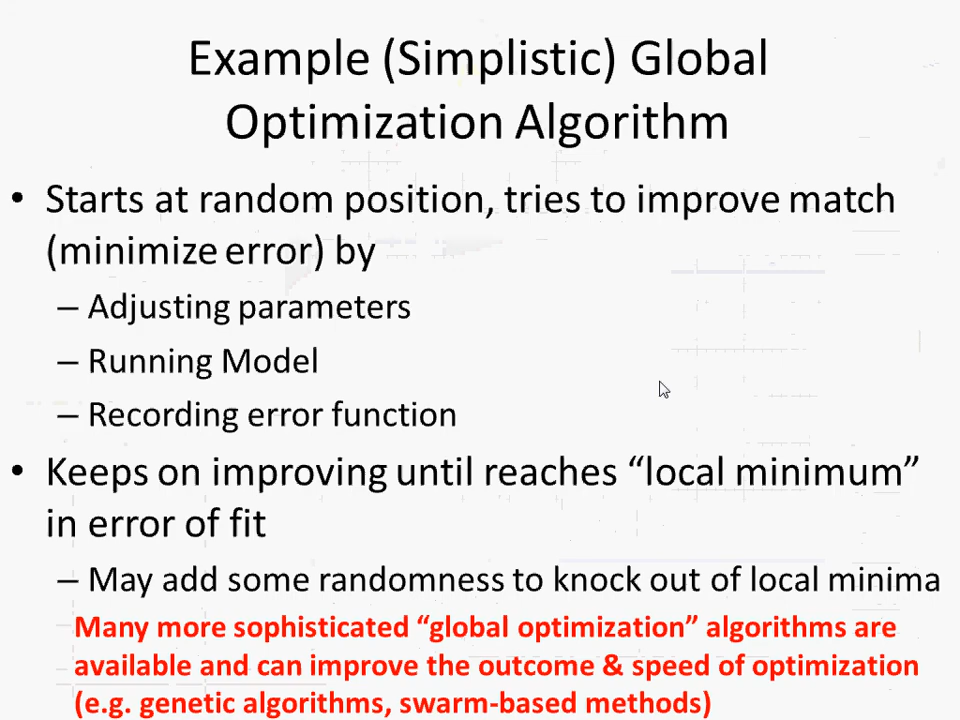 Example (Simplistic) Global
Optimization Algorithm
• Starts at random position, tries to improve match
(minimize error) by
– Adjusting parameters
– Running Model
– Recording error function
• Keeps on improving until reaches “local minimum”
in error of fit
– May add some randomness to knock out of local minima
Many more sophisticated “global optimization” algorithms are
available and can improve the outcome & speed of optimization
(e.g. genetic algorithms, swarm-based methods)